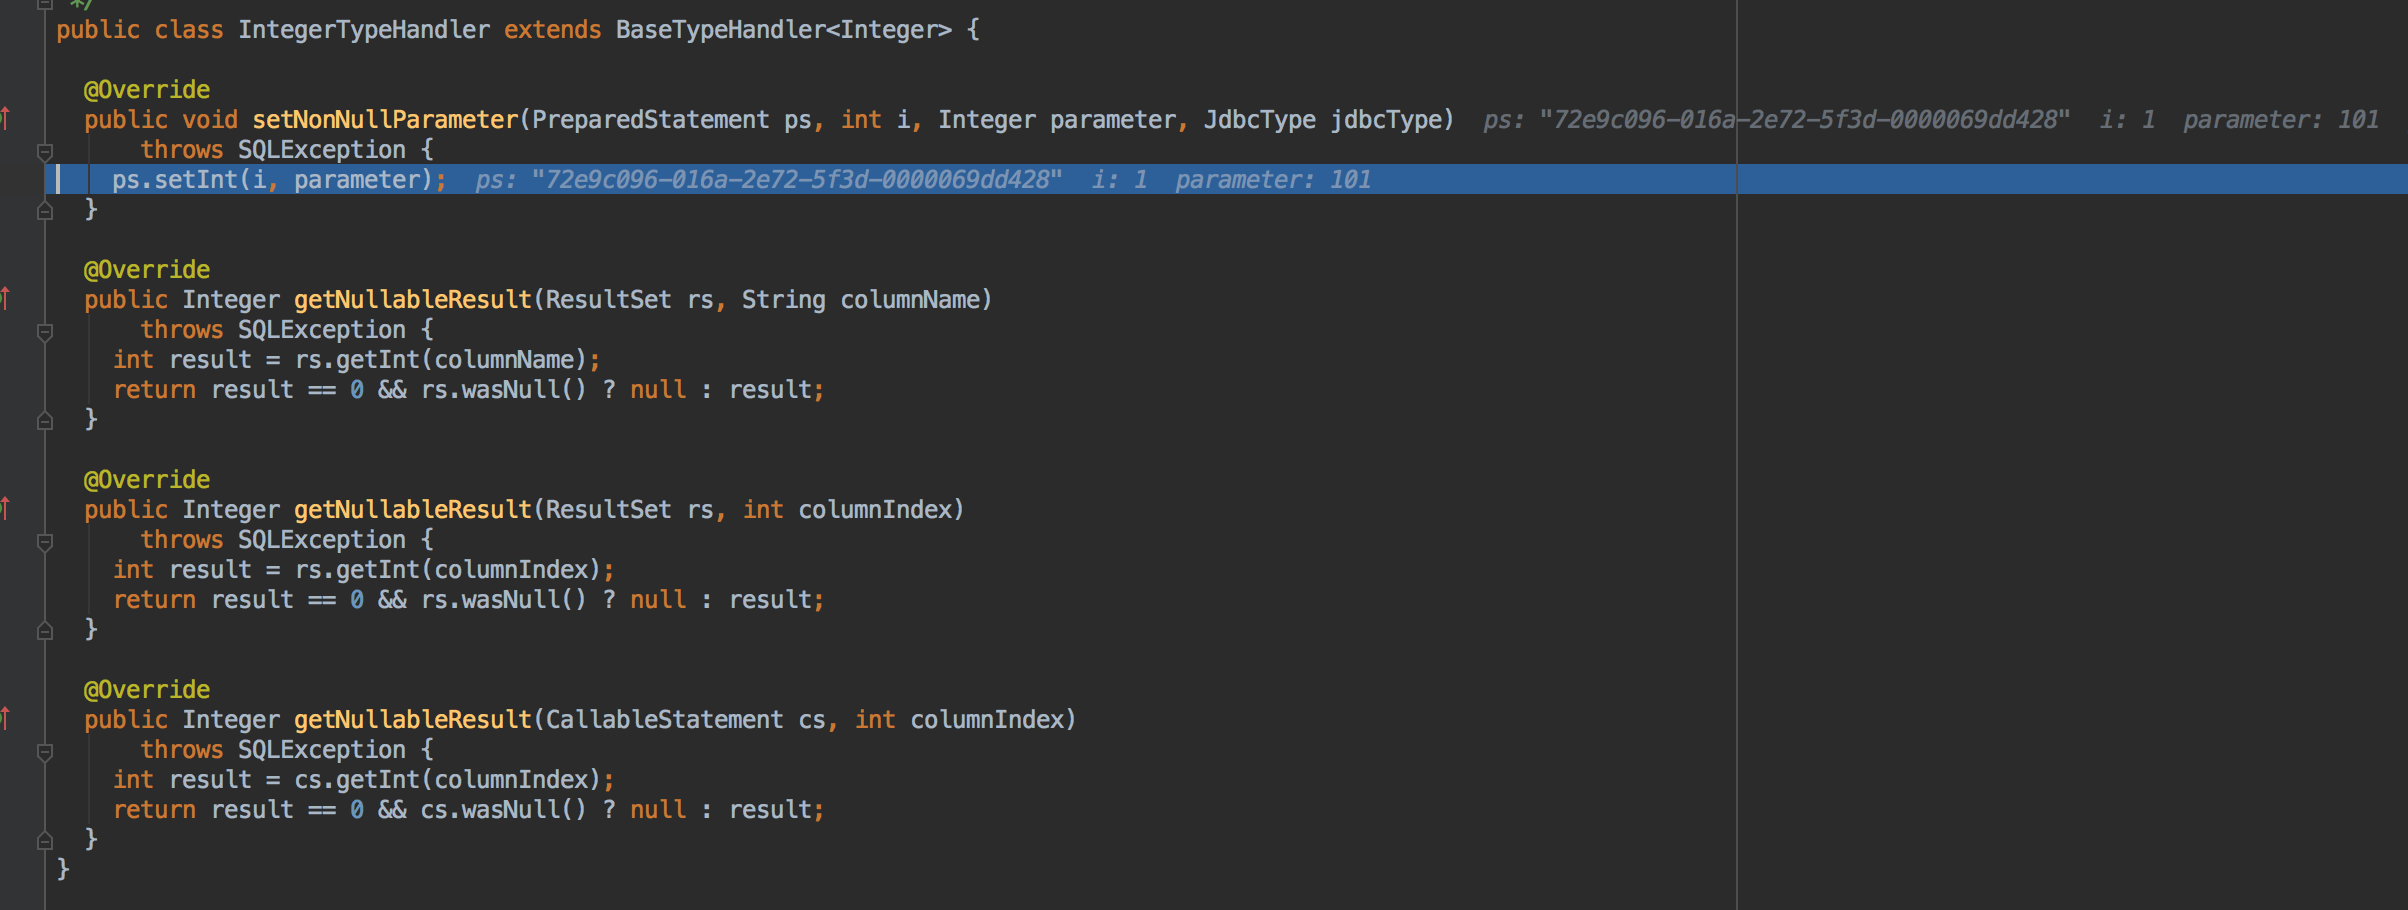 */
public class IntegerTypeHandler extends BaseTypeHandler<Integer> {
@Override
public void setNonNullParameter(PreparedStatement ps, int i, Integer parameter, JdbcType jdbcType)  ps: "72e9c096-016a-2e72-5f3d-0000069dd428"  i: 1  parameter: 101
throws SQLException {
ps.setInt(i, parameter);  ps: "72e9c096-016a-2e72-5f3d-0000069dd428"  i: 1  parameter: 101
}
@Override
public Integer getNullableResult(ResultSet rs, String columnName)
throws SQLException {
int result = rs.getInt(columnName);
return result == 0 && rs.wasNull() ? null : result;
}
@Override
public Integer getNullableResult(ResultSet rs, int columnIndex)
throws SQLException {
int result = rs.getInt(columnIndex);
return result == 0 && rs.wasNull() ? null : result;
}
@Override
public Integer getNullableResult(CallableStatement cs, int columnIndex)
throws SQLException {
int result = cs.getInt(columnIndex);
return result == 0 && cs.wasNull() ? null : result;
}
}